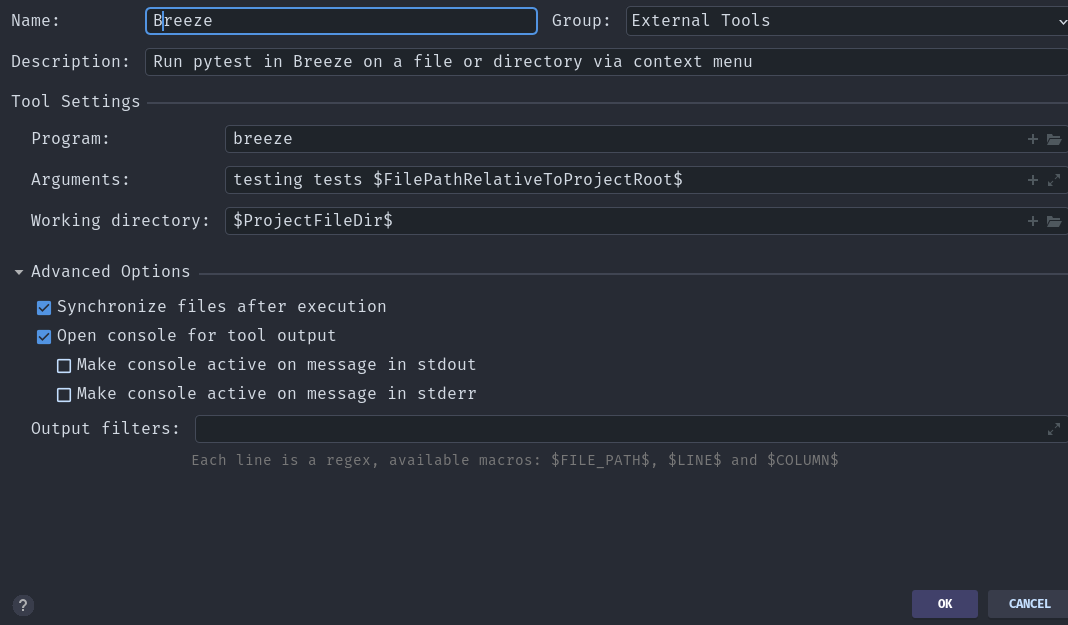 Name: Breeze Group: External Tools
Description: Run pytest in Breeze on a file or directory via context menu
Tool Settings
Program: breeze
Arguments: testing tests $FilePathRelativeToProjectRoot$
Working directory: $ProjectFileDir$
Advanced Options
Synchronize files after execution
Open console for tool output
Make console active on message in stdout
Make console active on message in stderr
Output filters:
Each line is a regex, available macros: $FILE_PATH$, $LINE$ and $COLUMN$
? OK CANCEL